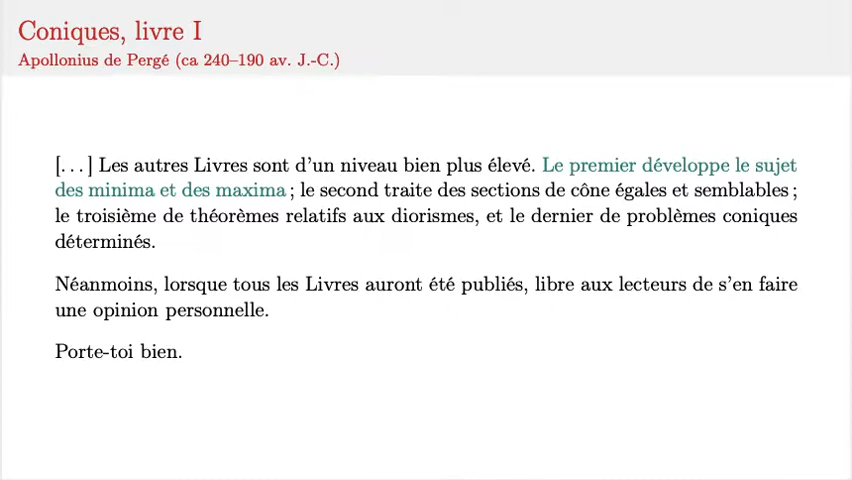 Coniques, livre I
Apollonius de Pergé (ca 240–190 av. J.-C.)
[...] Les autres Livres sont d'un niveau bien plus élevé. Le premier développe le sujet
des minima et des maxima ; le second traite des sections de cône égales et semblables ;
le troisième de théorèmes relatifs aux diorismes, et le dernier de problèmes coniques
déterminés.
Néanmoins, lorsque tous les Livres auront été publiés, libre aux lecteurs de s'en faire
une opinion personnelle.
Porte-toi bien.